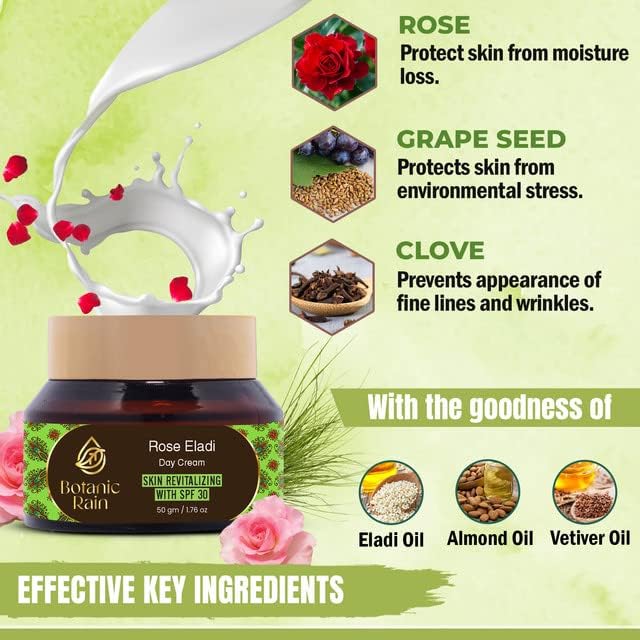 ROSE
Protect skin from moisture
loss.
GRAPE SEED
Protects skin from
environmental stress.
CLOVE
Prevents appearance of
fine lines and wrinkles.
With the goodness of
Eladi Oil
Almond Oil
Vetiver Oil
Botanic
Rain
Rose Eladi
Day Cream
SKIN REVITALIZING
WITH SPF 30
50 gm / 1.76 oz
EFFECTIVE KEY INGREDIENTS